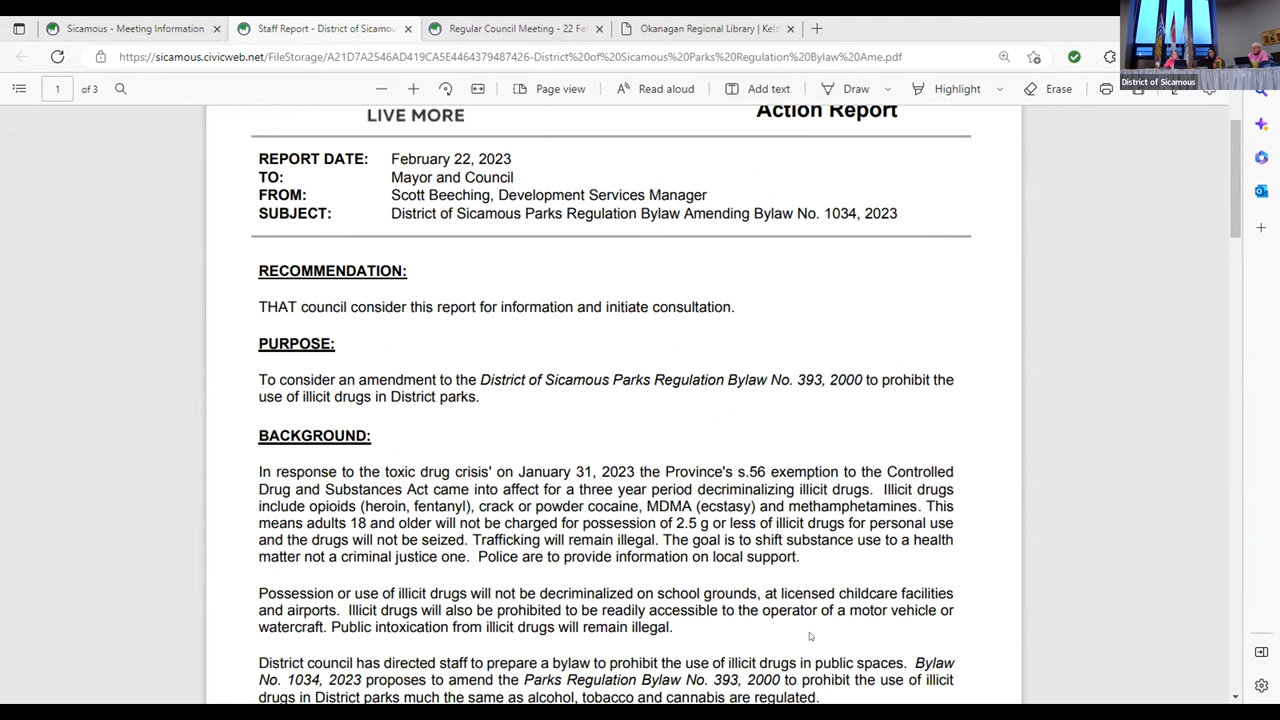 Sicamous - Meeting Information
Staff Report - District of Sicamou
Regular Council Meeting - 22 Fe
Okanagan Regional Library | Kelo
https://sicamous.civicweb.net/FileStorage/A21D7A2546AD419CA5E4464379487426-District%20of%20Sicamous%20Parks%20Regulation%20Bylaw%20Ame.pdf
District of Sicamous
1 of 3
Page view
Read aloud
Add text
Draw
Highlight
Erase
LIVE MORE
Action Report
REPORT DATE: February 22, 2023
TO: Mayor and Council
FROM: Scott Beeching, Development Services Manager
SUBJECT: District of Sicamous Parks Regulation Bylaw Amending Bylaw No. 1034, 2023
RECOMMENDATION:
THAT council consider this report for information and initiate consultation.
PURPOSE:
To consider an amendment to the District of Sicamous Parks Regulation Bylaw No. 393, 2000 to prohibit the
use of illicit drugs in District parks.
BACKGROUND:
In response to the toxic drug crisis' on January 31, 2023 the Province's s.56 exemption to the Controlled
Drug and Substances Act came into affect for a three year period decriminalizing illicit drugs. Illicit drugs
include opioids (heroin, fentanyl), crack or powder cocaine, MDMA (ecstasy) and methamphetamines. This
means adults 18 and older will not be charged for possession of 2.5 g or less of illicit drugs for personal use
and the drugs will not be seized. Trafficking will remain illegal. The goal is to shift substance use to a health
matter not a criminal justice one. Police are to provide information on local support.
Possession or use of illicit drugs will not be decriminalized on school grounds, at licensed childcare facilities
and airports. Illicit drugs will also be prohibited to be readily accessible to the operator of a motor vehicle or
watercraft. Public intoxication from illicit drugs will remain illegal.
District council has directed staff to prepare a bylaw to prohibit the use of illicit drugs in public spaces. Bylaw
No. 1034, 2023 proposes to amend the Parks Regulation Bylaw No. 393, 2000 to prohibit the use of illicit
drugs in District parks much the same as alcohol, tobacco and cannabis are regulated.